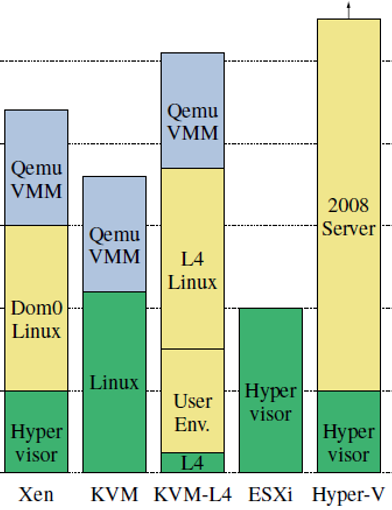 Qemu
VMM
Dom0
Linux
Hyper
visor
Qemu
VMM
Linux
Qemu
VMM
L4
Linux
User
Env.
L4
Hyper
visor
2008
Server
Hyper
visor
Xen
KVM
KVM-L4
ESXi
Hyper-V